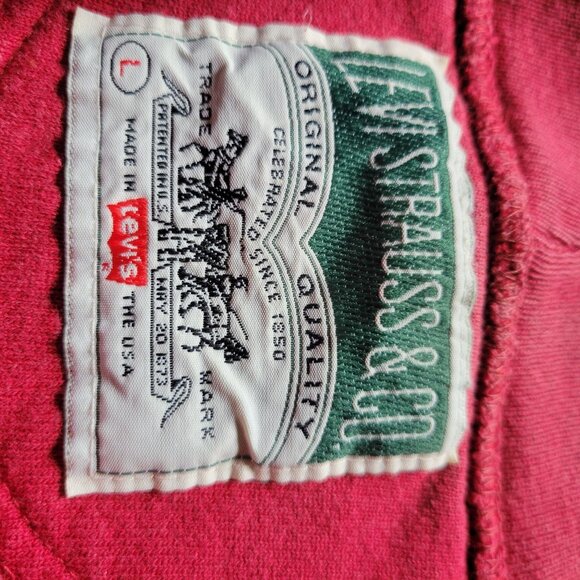 LEVI STRAUSS & CO
ORIGINAL QUALITY
CELEBRATED SINCE 1850
TRADE MARK
PATENTED IN U.S. MAY 20 1873
L
MADE IN Levi's THE USA